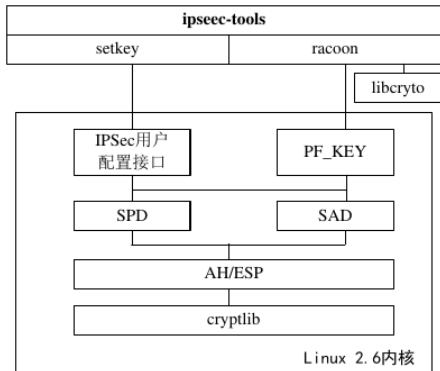 ipseec-tools
setkey
racoon
libcryto
IPSec用户
配置接口
PF_KEY
SPD
SAD
AH/ESP
cryptlib
Linux 2.6内核